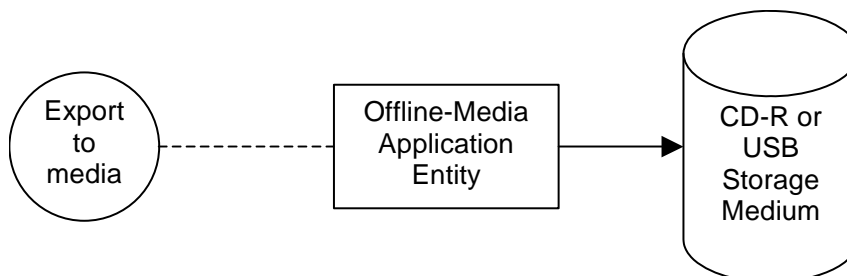 Export
to
media
Offline-Media
Application
Entity
CD-R or
USB
Storage
Medium